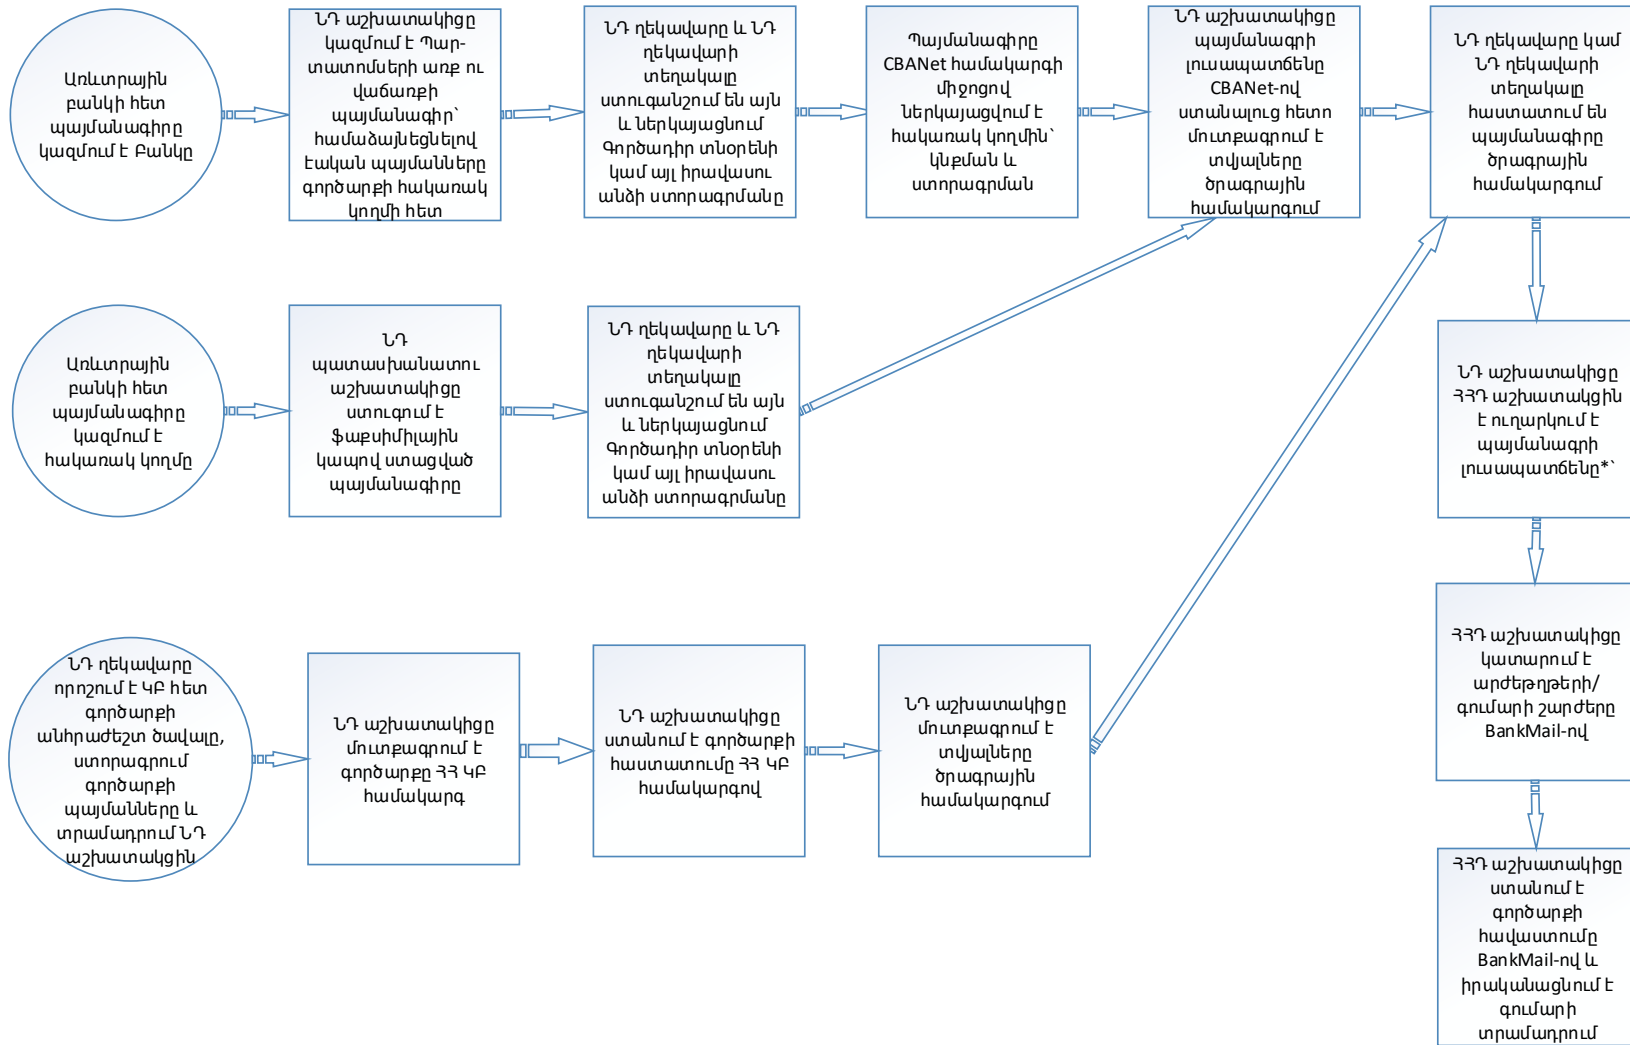 Առևտրային
բանկի հետ
պայմանագիրը
կազմում է Բանկը
ՆԴ աշխատակիցը
կազմում է Պար-
տատոմսերի առք ու
վաճառքի
պայմանագիր՝
համաձայնեցնելով
էական պայմանները
գործարքի հակառակ
կողմի հետ
ՆԴ ղեկավարը և ՆԴ
ղեկավարի
տեղակալը
ստուգանշում են այն
և ներկայացնում
Գործադիր տնօրենի
կամ այլ իրավասու
անձի ստորագրմանը
Պայմանագիրը
CBANet համակարգի
միջոցով
ներկայացվում է
հակառակ կողմին՝
կնքման և
ստորագրման
ՆԴ աշխատակիցը
պայմանագրի
լուսապատճենը
CBANet-ով
ստանալուց հետո
մուտքագրում է
տվյալները
ծրագրային
համակարգում
ՆԴ ղեկավարը կամ
ՆԴ ղեկավարի
տեղակալը
հաստատում են
պայմանագիրը
ծրագրային
համակարգում
Առևտրային
բանկի հետ
պայմանագիրը
կազմում է
հակառակ կողմը
ՆԴ
պատասխանատու
աշխատակիցը
ստուգում է
ֆաքսիմիլային
կապով ստացված
պայմանագիրը
ՆԴ ղեկավարը և ՆԴ
ղեկավարի
տեղակալը
ստուգանշում են այն
և ներկայացնում
Գործադիր տնօրենի
կամ այլ իրավասու
անձի ստորագրմանը
ՆԴ աշխատակիցը
ՀՀԴ աշխատակցին
է ուղարկում է
պայմանագրի
լուսապատճենը*՝
ՀՀԴ աշխատակիցը
կատարում է
արժեթղթերի/
գումարի շարժերը
BankMail-ով
ՆԴ ղեկավարը
որոշում է ԿԲ հետ
գործարքի
անհրաժեշտ ծավալը,
ստորագրում
գործարքի
պայմանները և
տրամադրում ՆԴ
աշխատակցին
ՆԴ աշխատակիցը
մուտքագրում է
գործարքը ՀՀ ԿԲ
համակարգ
ՆԴ աշխատակիցը
ստանում է գործարքի
հաստատումը ՀՀ ԿԲ
համակարգով
ՆԴ աշխատակիցը
մուտքագրում է
տվյալները
ծրագրային
համակարգում
ՀՀԴ աշխատակիցը
ստանում է
գործարքի
հավաստումը
BankMail-ով և
իրականացնում է
գումարի
տրամադրում